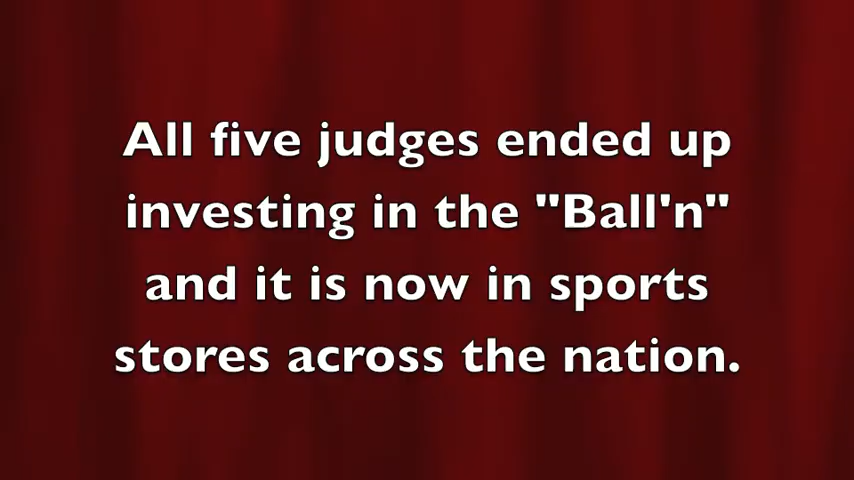 All five judges ended up
investing in the "Ball'n"
and it is now in sports
stores across the nation.